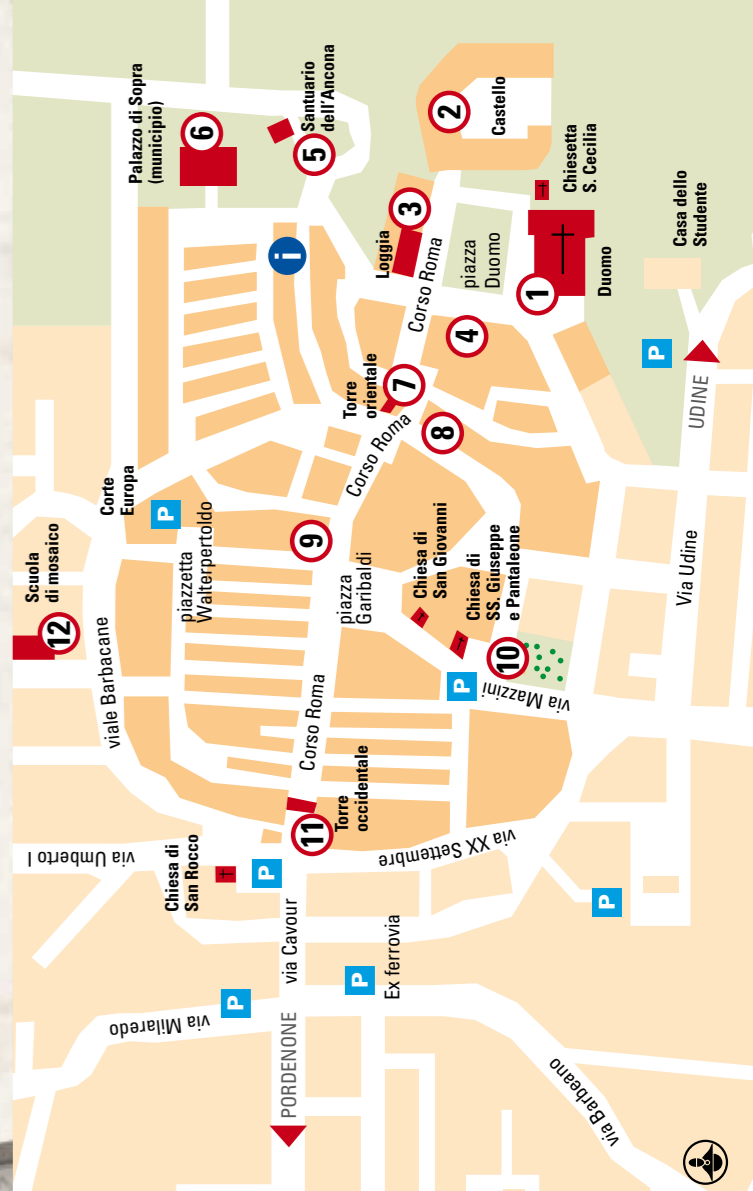 Palazzo di Sopra
(municipio)
6
5
Santuario
dell'Ancona
2
Castello
3
Loggia
i
Corso Roma
piazza
Duomo
Chiesetta
S. Cecilia
1
Duomo
4
Casa dello
Studente
P
UDINE
Torre
orientale
7
Corso Roma
8
Corte
Europa
P
piazzetta
Walterpertoldo
9
piazza
Garibaldi
Chiesa di
San Giovanni
Chiesa di
SS. Giuseppe
e Pantaleone
10
P
via Mazzini
Via Udine
Scuola
di mosaico
12
viale Barbacane
Corso Roma
Torre
occidentale
11
via XX Settembre
via Umberto I
Chiesa di
San Rocco
P
via Cavour
P
P
Ex ferrovia
P
via Milaredo
PORDENONE
via Barbeano